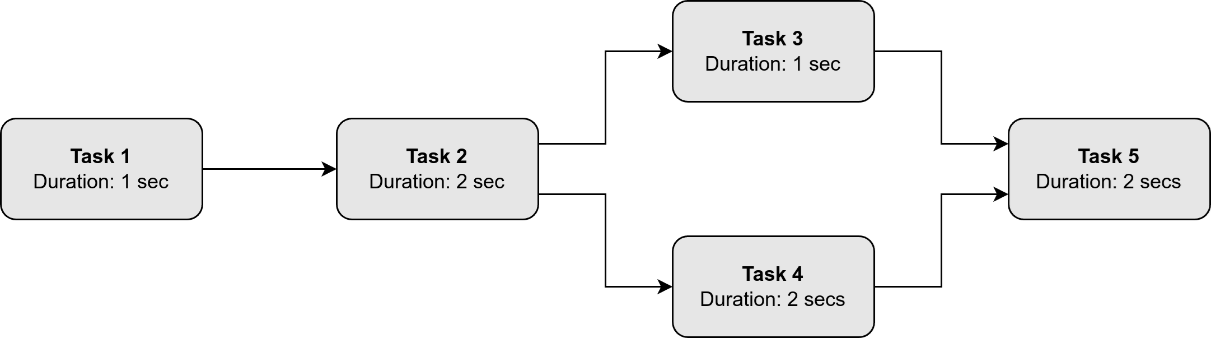 Task 1
Duration: 1 sec
Task 2
Duration: 2 sec
Task 3
Duration: 1 sec
Task 4
Duration: 2 secs
Task 5
Duration: 2 secs